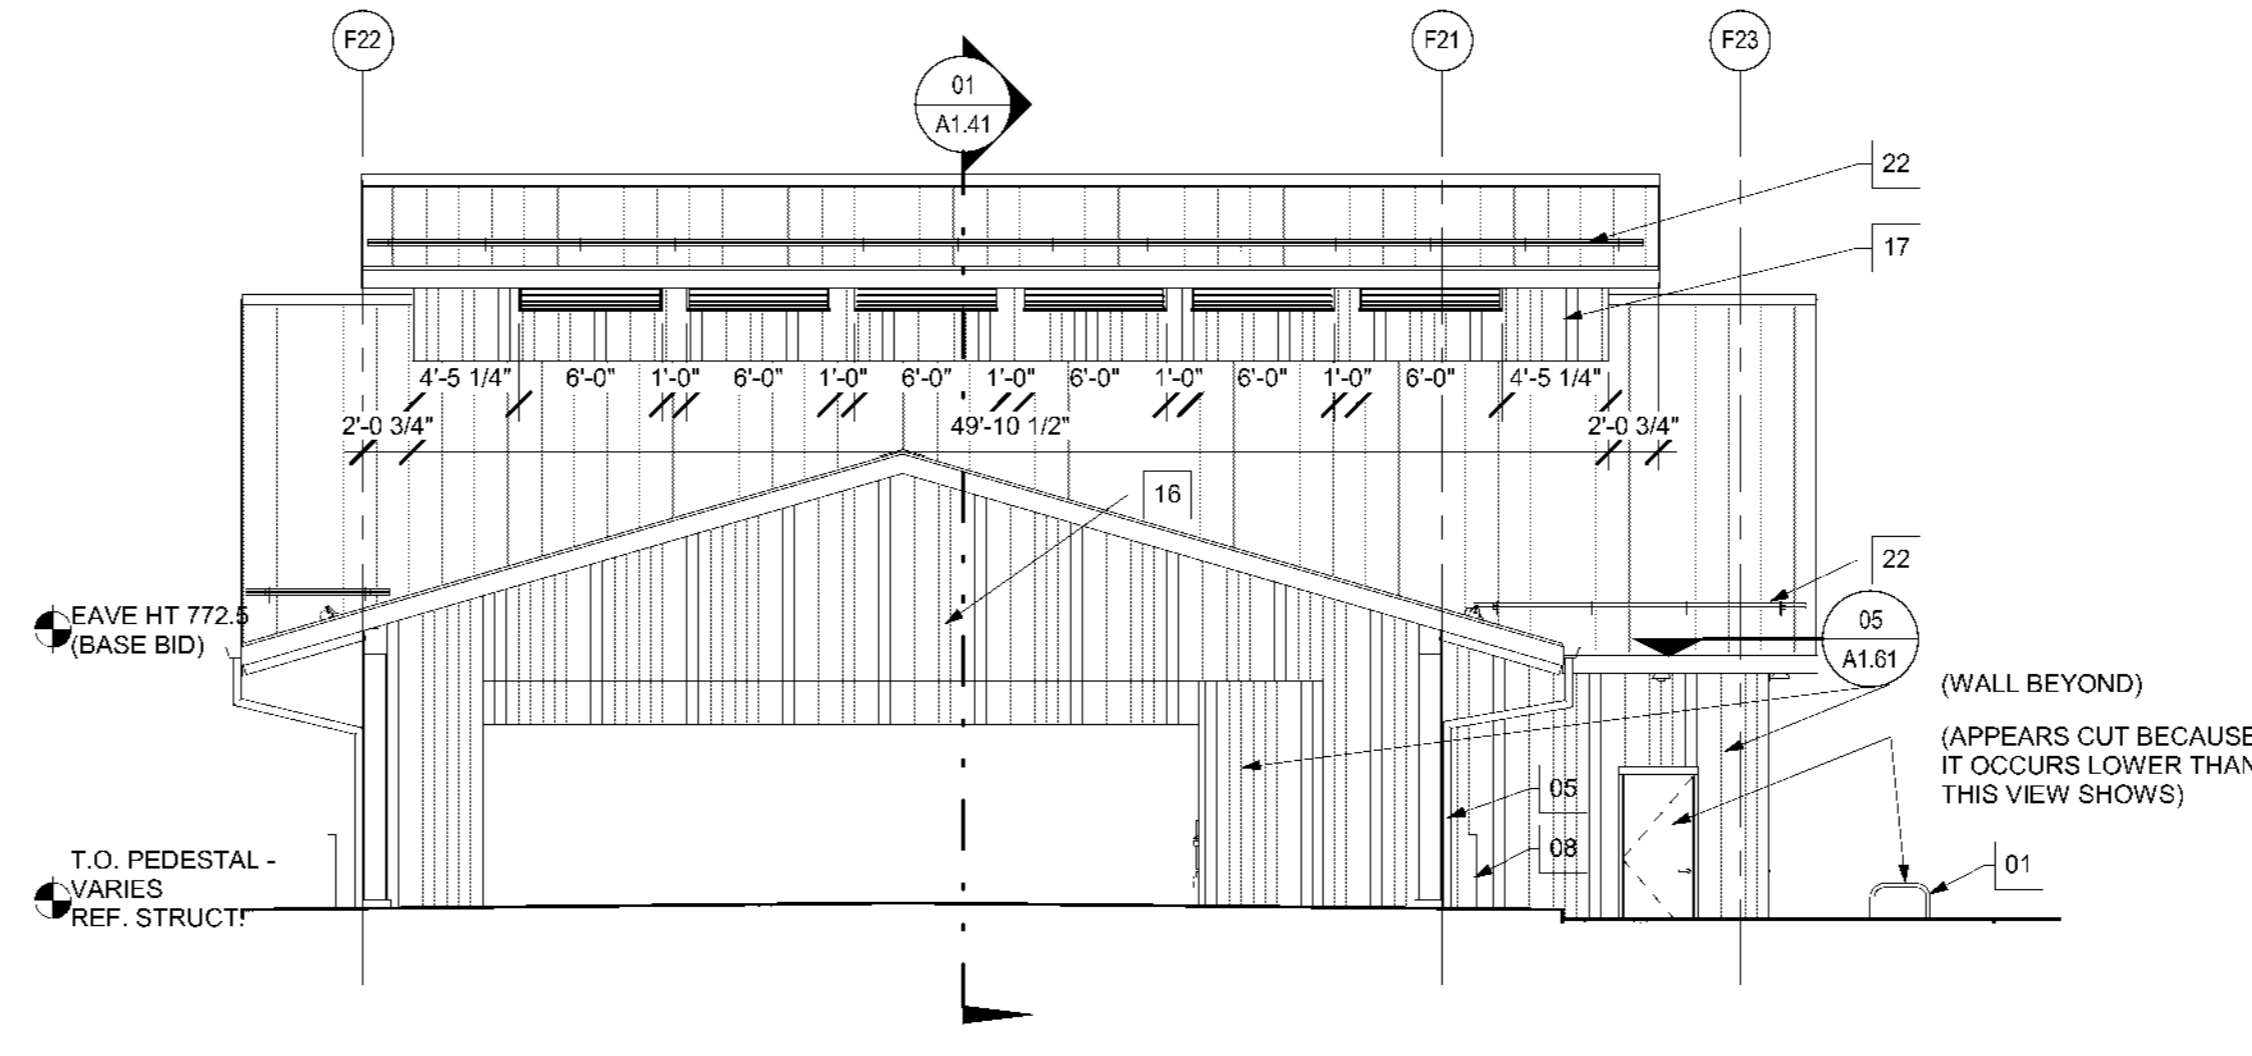 F22
F21
F23
01
A1.41
22
17
4'-5 1/4" 6'-0" 1'-0" 6'-0" 1'-0" 6'-0" 1'-0" 6'-0" 1'-0" 6'-0" 1'-0" 6'-0" 4'-5 1/4"
2'-0 3/4" 49'-10 1/2" 2'-0 3/4"
16
22
EAVE HT 772.5
(BASE BID)
05
A1.61
(WALL BEYOND)
(APPEARS CUT BECAUSE
IT OCCURS LOWER THAN
THIS VIEW SHOWS)
05
08
01
T.O. PEDESTAL -
VARIES
REF. STRUCT!